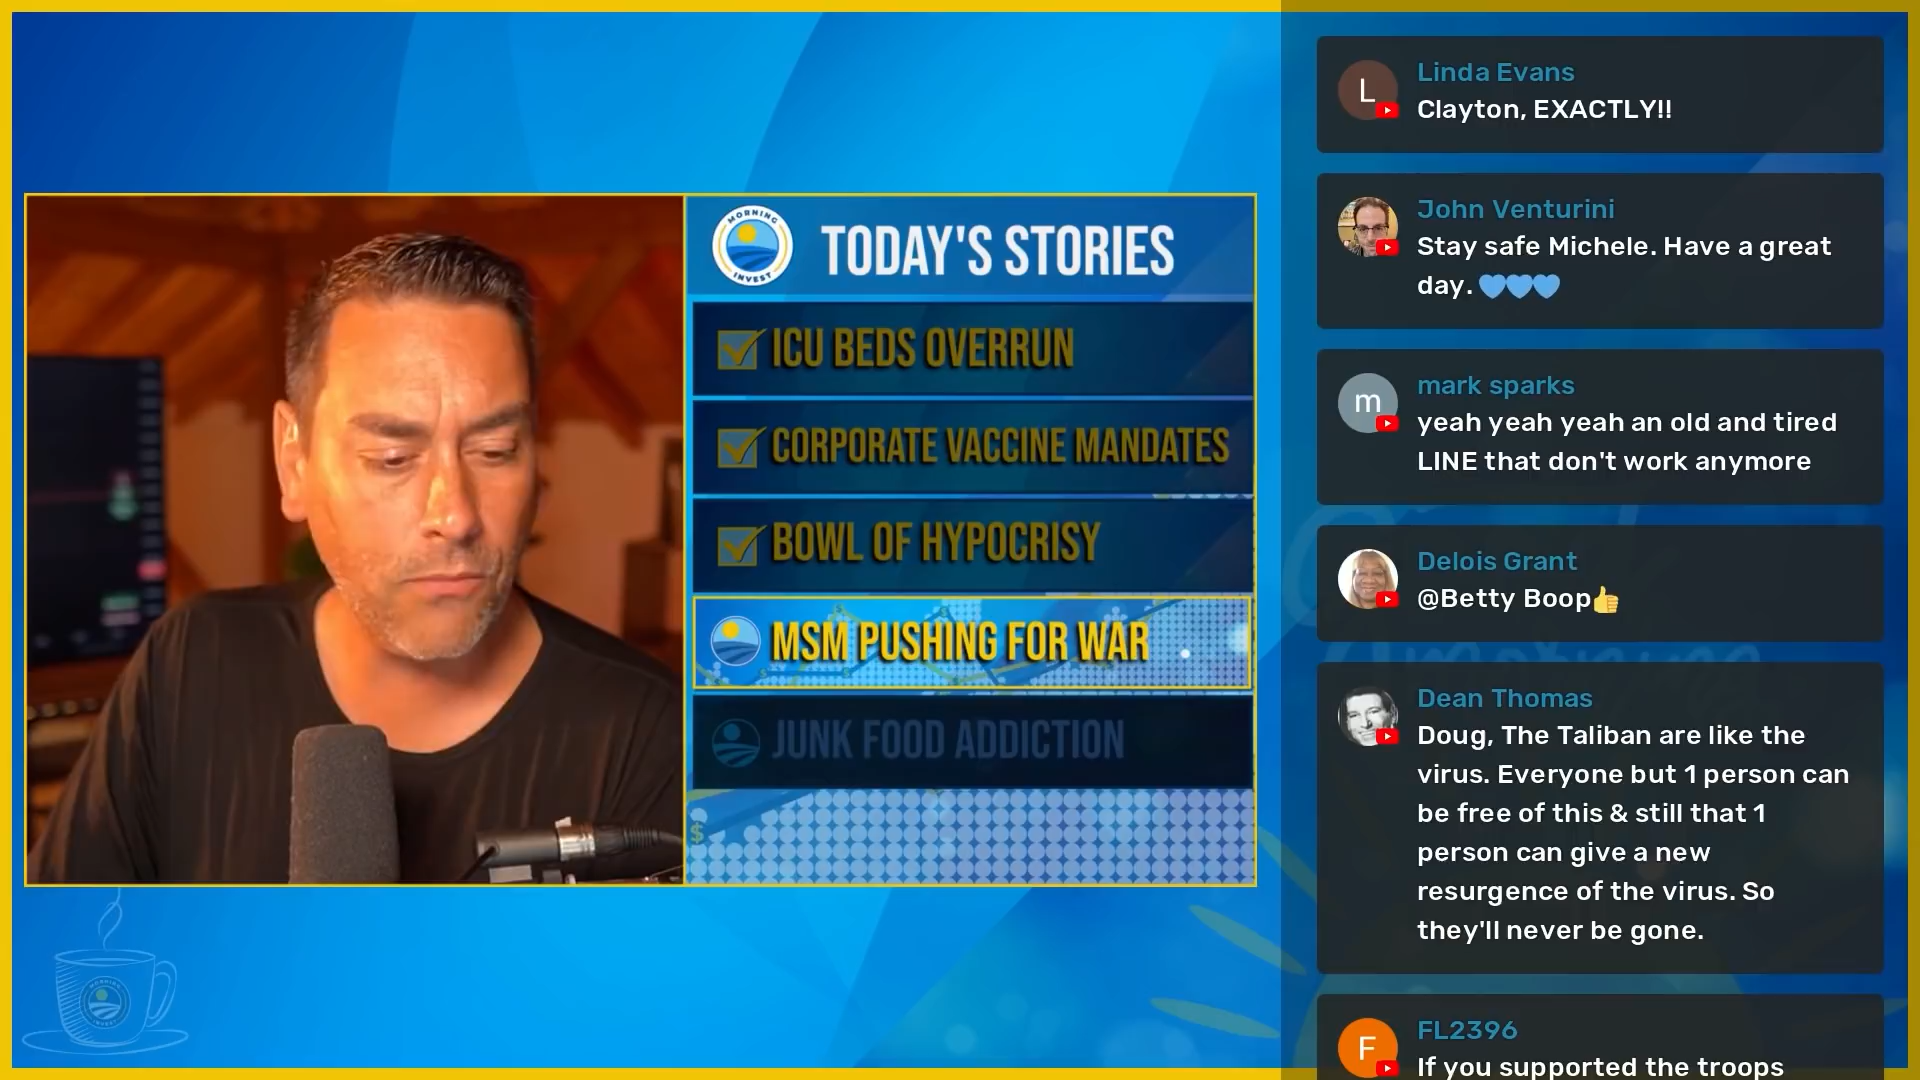 MORNING
INVEST
TODAY'S STORIES
ICU BEDS OVERRUN
CORPORATE VACCINE MANDATES
BOWL OF HYPOCRISY
MSM PUSHING FOR WAR
JUNK FOOD ADDICTION
L
Linda Evans
Clayton, EXACTLY!!
John Venturini
Stay safe Michele. Have a great
day. 💙💙💙
m
mark sparks
yeah yeah yeah an old and tired
LINE that don't work anymore
Delois Grant
@Betty Boop👍
Dean Thomas
Doug, The Taliban are like the
virus. Everyone but 1 person can
be free of this & still that 1
person can give a new
resurgence of the virus. So
they'll never be gone.
F
FL2396
If you supported the troops